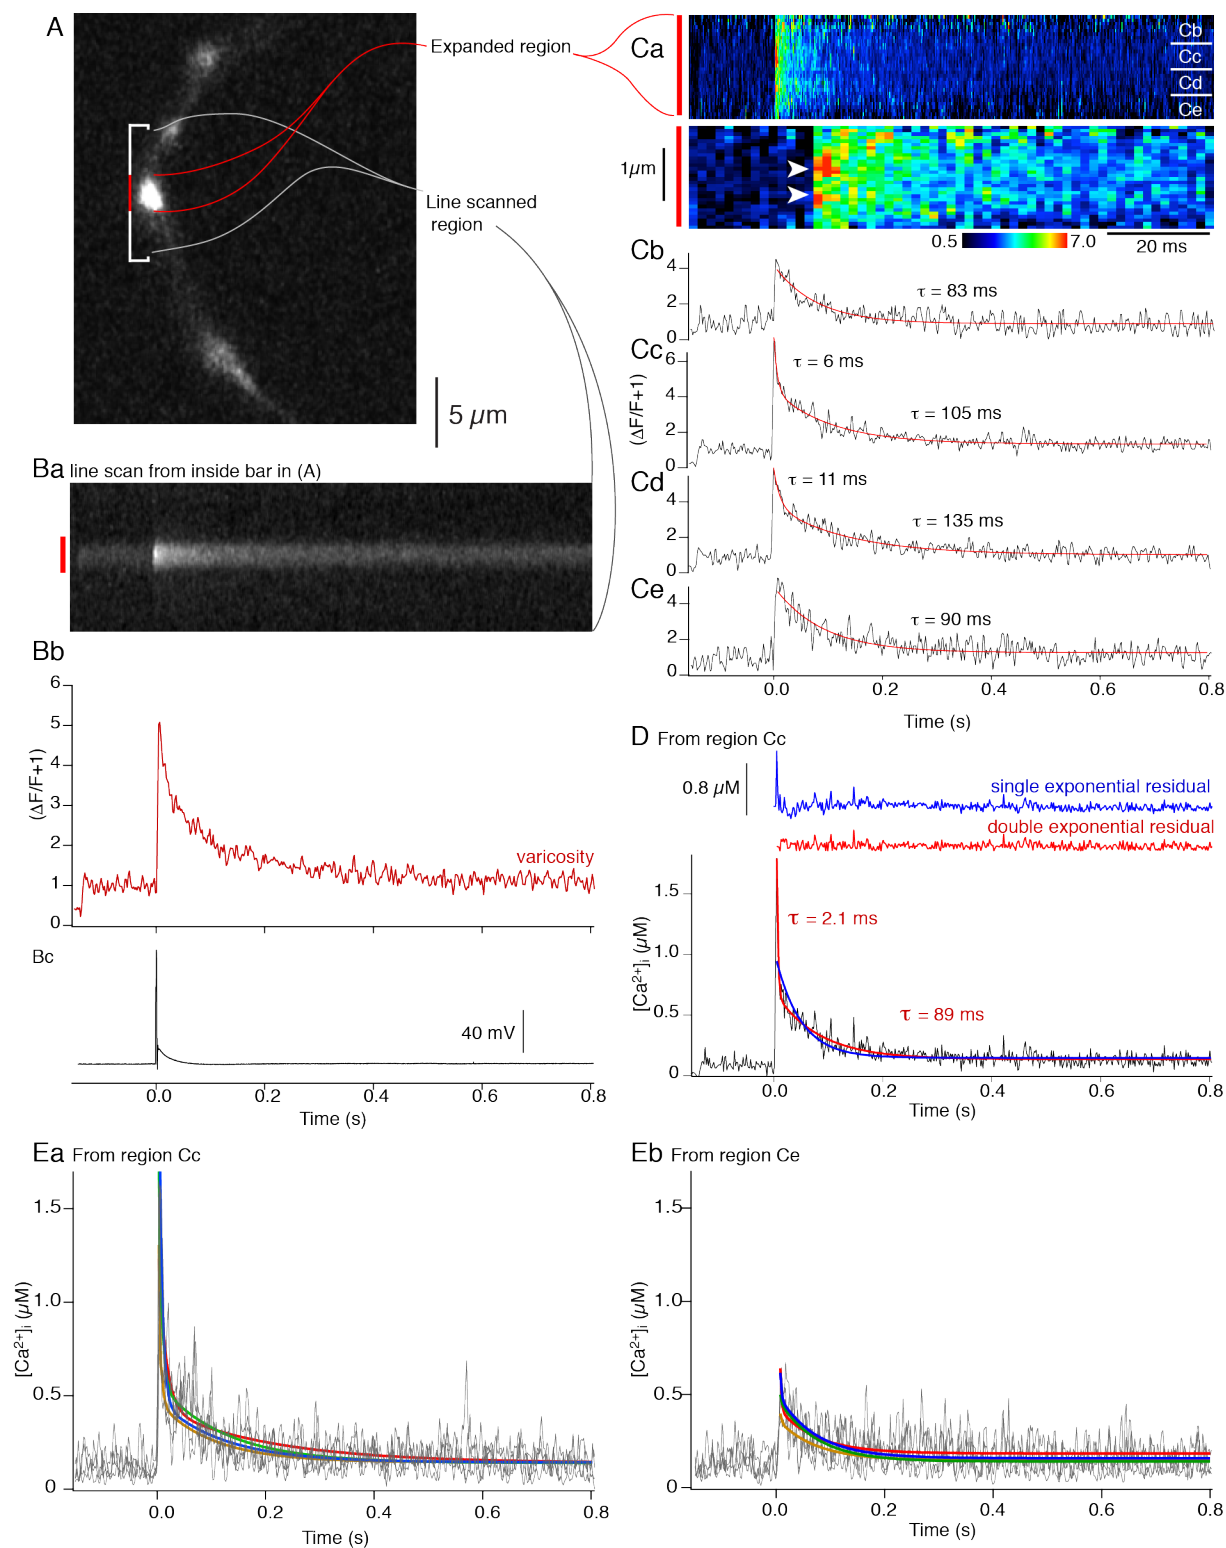 A
Expanded region
Line scanned
region
5 µm
Ca
Cb
Cc
Cd
Ce
1µm
0.5
7.0
20 ms
Cb
4
2
0
τ = 83 ms
Cc
6
4
2
0
τ = 6 ms
τ = 105 ms
(ΔF/F+1)
Cd
4
2
0
τ = 11 ms
τ = 135 ms
Ce
4
2
0
τ = 90 ms
0.0 0.2 0.4 0.6 0.8
Time (s)
Ba line scan from inside bar in (A)
Bb
6
5
4
3
2
1
0
(ΔF/F+1)
varicosity
Bc
40 mV
0.0 0.2 0.4 0.6 0.8
Time (s)
D From region Cc
0.8 µM
single exponential residual
double exponential residual
1.5
1.0
0.5
0
[Ca2+]i (µM)
τ = 2.1 ms
τ = 89 ms
0.0 0.2 0.4 0.6 0.8
Time (s)
Ea From region Cc
1.5
1.0
0.5
0
[Ca2+]i (µM)
0.0 0.2 0.4 0.6 0.8
Time (s)
Eb From region Ce
1.5
1.0
0.5
0
[Ca2+]i (µM)
0.0 0.2 0.4 0.6 0.8
Time (s)